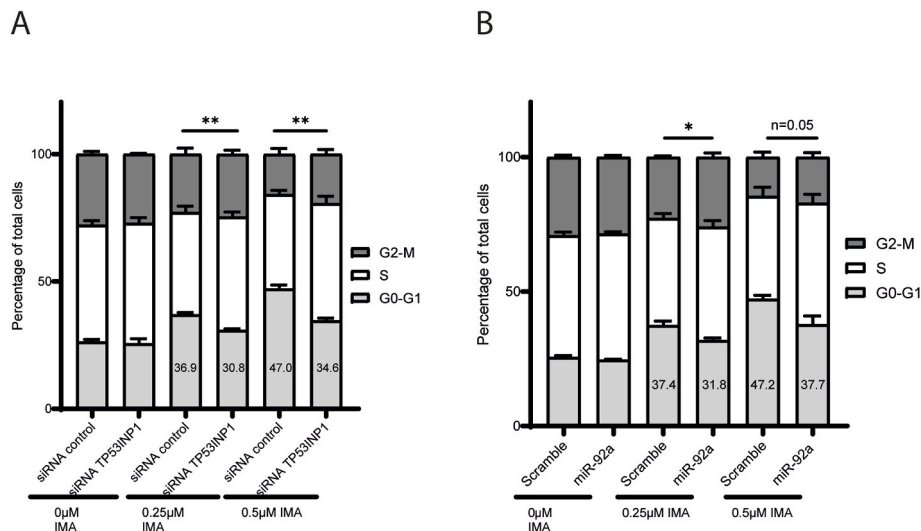 A
**
**
100
50
0
Percentage of total cells
G2-M
S
G0-G1
36.9
30.8
47.0
34.6
siRNA control
siRNA TP53INP1
siRNA control
siRNA TP53INP1
siRNA control
siRNA TP53INP1
0µM
IMA
0.25µM
IMA
0.5µM IMA
B
*
n=0.05
100
50
0
Percentage of total cells
G2-M
S
G0-G1
37.4
31.8
47.2
37.7
Scramble
miR-92a
Scramble
miR-92a
Scramble
miR-92a
0µM
IMA
0.25µM IMA
0.5µM IMA